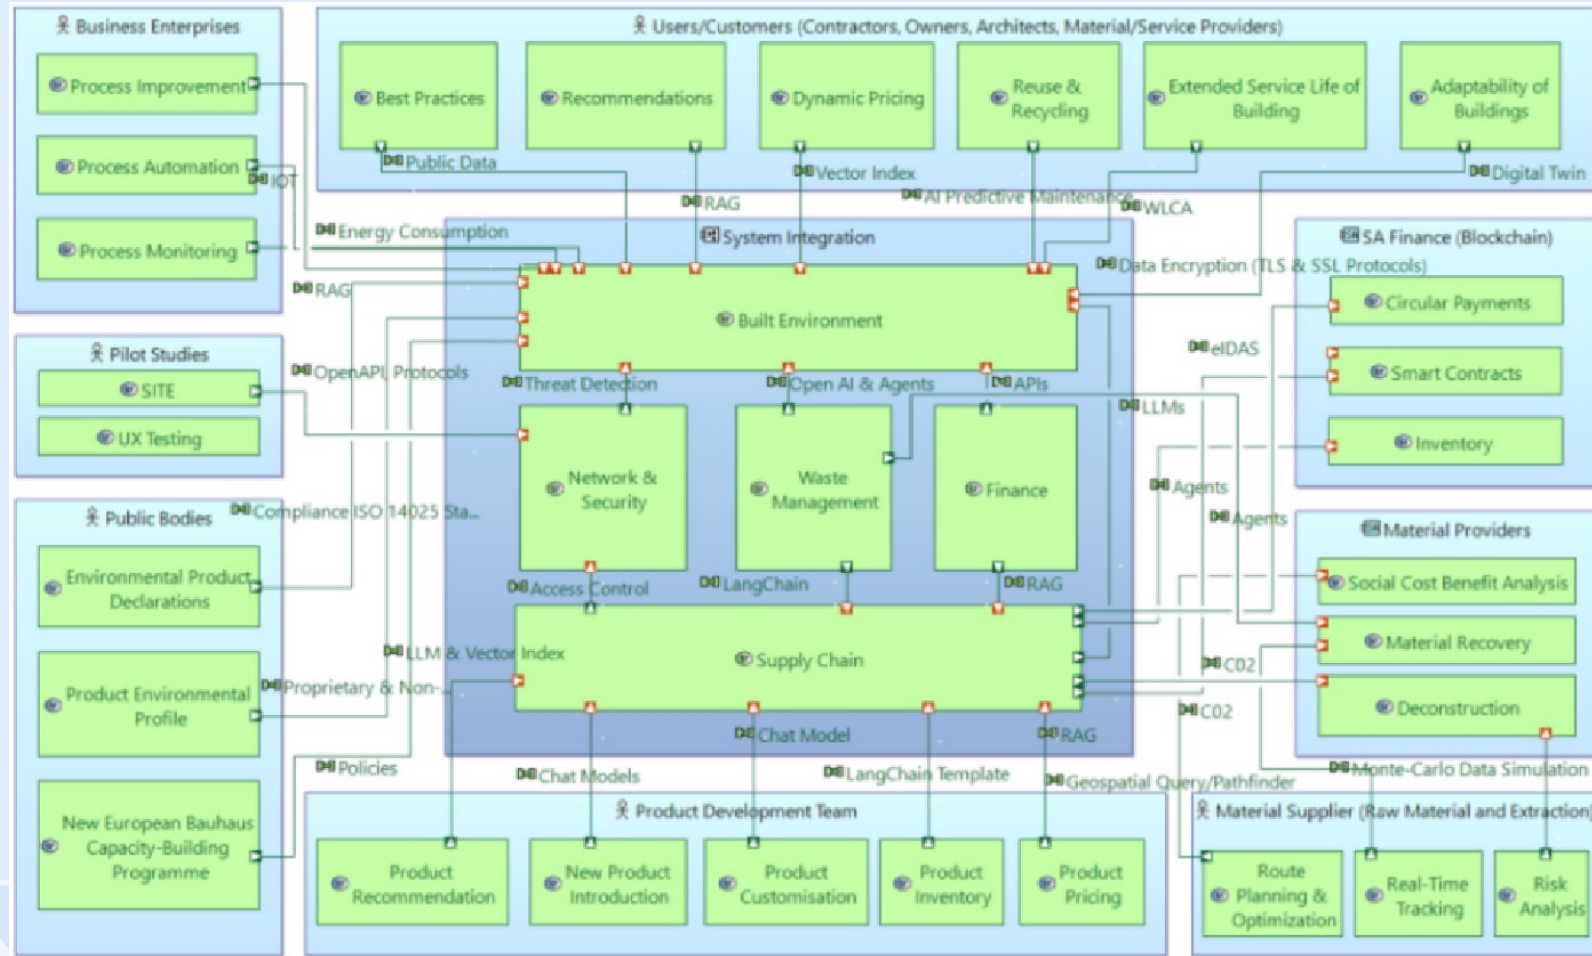 Business Enterprises
Process Improvement
Process Automation
IOT
Process Monitoring
Users/Customers (Contractors, Owners, Architects, Material/Service Providers)
Best Practices
Recommendations
Dynamic Pricing
Reuse &
Recycling
Extended Service Life of
Building
Adaptability of
Buildings
Public Data
Vector Index
Digital Twin
RAG
AI Predictive Maintenance
WLCA
Energy Consumption
System Integration
RAG
Data Encryption (TLS & SSL Protocols)
Built Environment
OpenAPI, Protocols
Threat Detection
Open AI & Agents
APIs
eIDAS
LLMs
Network &
Security
Waste
Management
Finance
Agents
Agents
Access Control
LangChain
RAG
Supply Chain
C02
C02
SA Finance (Blockchain)
Circular Payments
Smart Contracts
Inventory
Pilot Studies
SITE
UX Testing
Public Bodies
Compliance ISO 14025 Sta...
Environmental Product
Declarations
LLM & Vector Index
Proprietary & Non-...
Product Environmental
Profile
Policies
New European Bauhaus
Capacity-Building
Programme
Material Providers
Social Cost Benefit Analysis
Material Recovery
Deconstruction
Chat Models
Chat Model
LangChain Template
RAG
Geospatial Query/Pathfinder
Monte-Carlo Data Simulation
Product Development Team
Product
Recommendation
New Product
Introduction
Product
Customisation
Product
Inventory
Product
Pricing
Material Supplier (Raw Material and Extraction)
Route
Planning &
Optimization
Real-Time
Tracking
Risk
Analysis